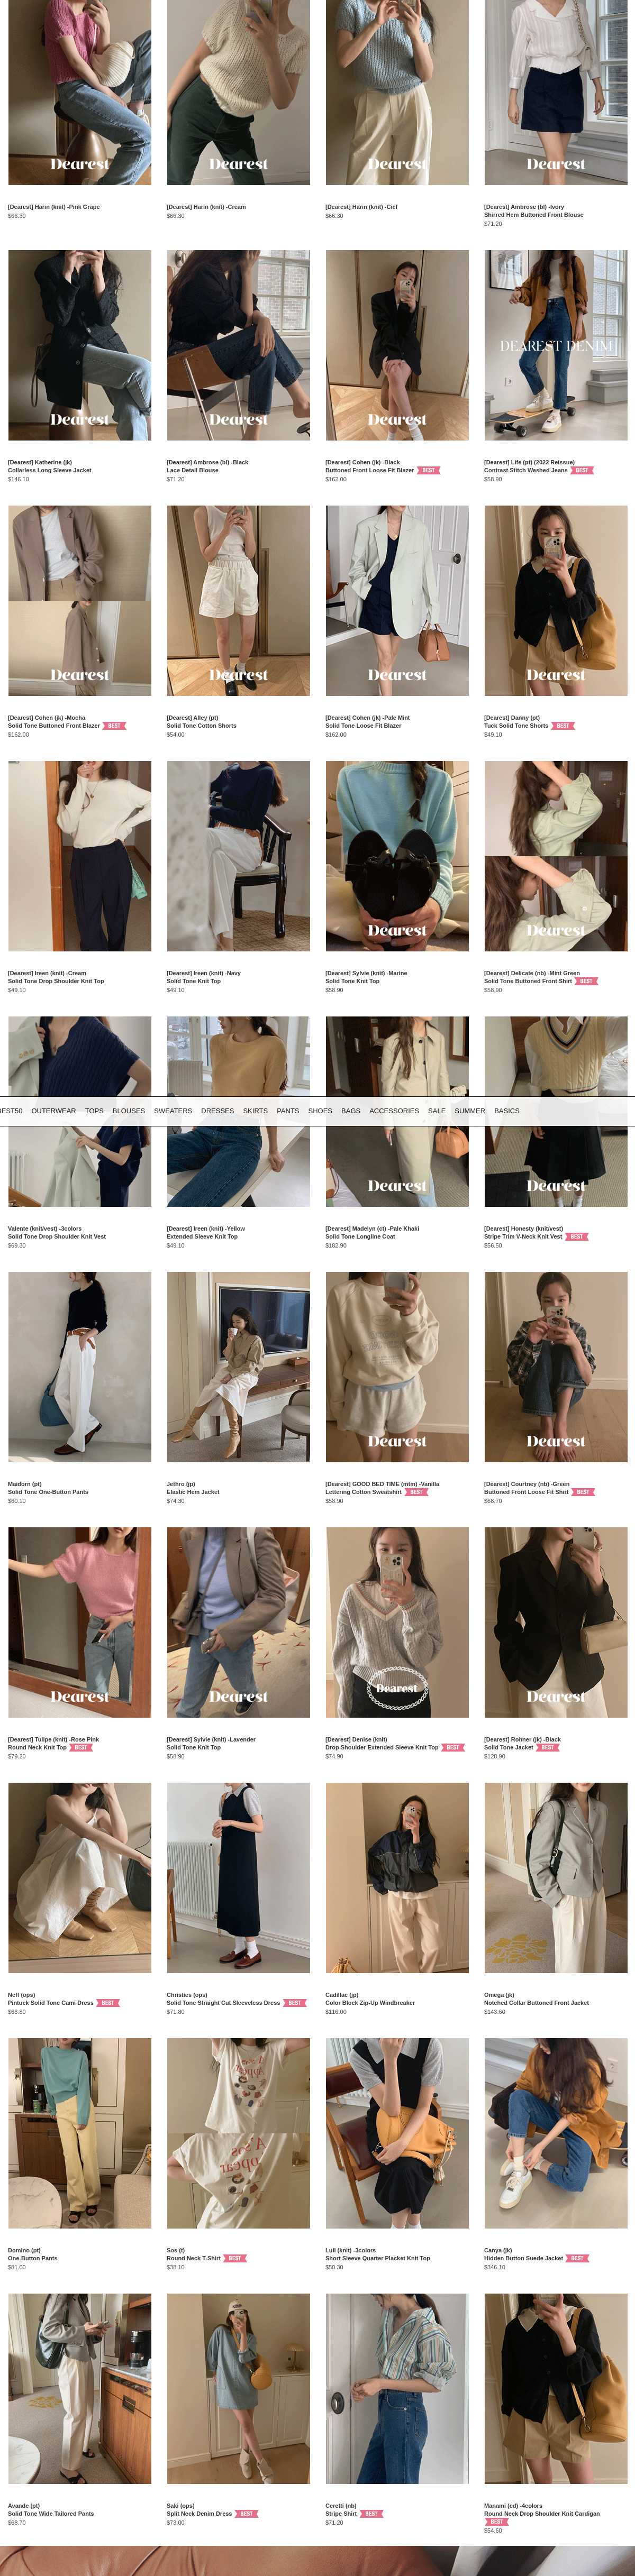 Dearest
Dearest
Dearest
Dearest
[Dearest] Harin (knit) -Pink Grape
$66.30
[Dearest] Harin (knit) -Cream
$66.30
[Dearest] Harin (knit) -Ciel
$66.30
[Dearest] Ambrose (bl) -Ivory
Shirred Hem Buttoned Front Blouse
$71.20
Dearest
Dearest
Dearest
DEAREST DENIM
[Dearest] Katherine (jk)
Collarless Long Sleeve Jacket
$146.10
[Dearest] Ambrose (bl) -Black
Lace Detail Blouse
$71.20
[Dearest] Cohen (jk) -Black
Buttoned Front Loose Fit Blazer BEST
$162.00
[Dearest] Life (pt) (2022 Reissue)
Contrast Stitch Washed Jeans BEST
$58.90
Dearest
Dearest
Dearest
Dearest
[Dearest] Cohen (jk) -Mocha
Solid Tone Buttoned Front Blazer BEST
$162.00
[Dearest] Alley (pt)
Solid Tone Cotton Shorts
$54.00
[Dearest] Cohen (jk) -Pale Mint
Solid Tone Loose Fit Blazer
$162.00
[Dearest] Danny (pt)
Tuck Solid Tone Shorts BEST
$49.10
Dearest
Dearest
[Dearest] Ireen (knit) -Cream
Solid Tone Drop Shoulder Knit Top
$49.10
[Dearest] Ireen (knit) -Navy
Solid Tone Knit Top
$49.10
[Dearest] Sylvie (knit) -Marine
Solid Tone Knit Top
$58.90
[Dearest] Delicate (nb) -Mint Green
Solid Tone Buttoned Front Shirt BEST
$56.90
BEST50 OUTERWEAR TOPS BLOUSES SWEATERS DRESSES SKIRTS PANTS SHOES BAGS ACCESSORIES SALE SUMMER BASICS
Dearest
Dearest
Valente (knit/vest) -3colors
Solid Tone Drop Shoulder Knit Vest
$69.30
[Dearest] Ireen (knit) -Yellow
Extended Sleeve Knit Top
$49.10
[Dearest] Madelyn (ct) -Pale Khaki
Solid Tone Longline Coat
$182.90
[Dearest] Honesty (knit/vest)
Stripe Trim V-Neck Knit Vest BEST
$56.50
Dearest
Dearest
Maidorn (pt)
Solid Tone One-Button Pants
$60.10
Jethro (jp)
Elastic Hem Jacket
$74.30
[Dearest] GOOD BED TIME (mtm) -Vanilla
Lettering Cotton Sweatshirt BEST
$58.90
[Dearest] Courtney (nb) -Green
Buttoned Front Loose Fit Shirt BEST
$68.70
Dearest
Dearest
Dearest
Dearest
[Dearest] Tulipe (knit) -Rose Pink
Round Neck Knit Top BEST
$79.20
[Dearest] Sylvie (knit) -Lavender
Solid Tone Knit Top
$58.90
[Dearest] Denise (knit)
Drop Shoulder Extended Sleeve Knit Top BEST
$74.90
[Dearest] Rohner (jk) -Black
Solid Tone Jacket BEST
$128.90
Neff (ops)
Pintuck Solid Tone Cami Dress BEST
$63.80
Christies (ops)
Solid Tone Straight Cut Sleeveless Dress BEST
$71.80
Cadillac (jp)
Color Block Zip-Up Windbreaker
$116.00
Omega (jk)
Notched Collar Buttoned Front Jacket
$143.60
Domino (pt)
One-Button Pants
$81.00
Sos (t)
Round Neck T-Shirt BEST
$38.10
Luii (knit) -3colors
Short Sleeve Quarter Placket Knit Top
$50.30
Canya (jk)
Hidden Button Suede Jacket BEST
$346.10
Avande (pt)
Solid Tone Wide Tailored Pants
$68.70
Saki (ops)
Split Neck Denim Dress BEST
$73.00
Ceretti (nb)
Stripe Shirt BEST
$71.20
Manami (cd) -4colors
Round Neck Drop Shoulder Knit Cardigan
BEST
$54.60